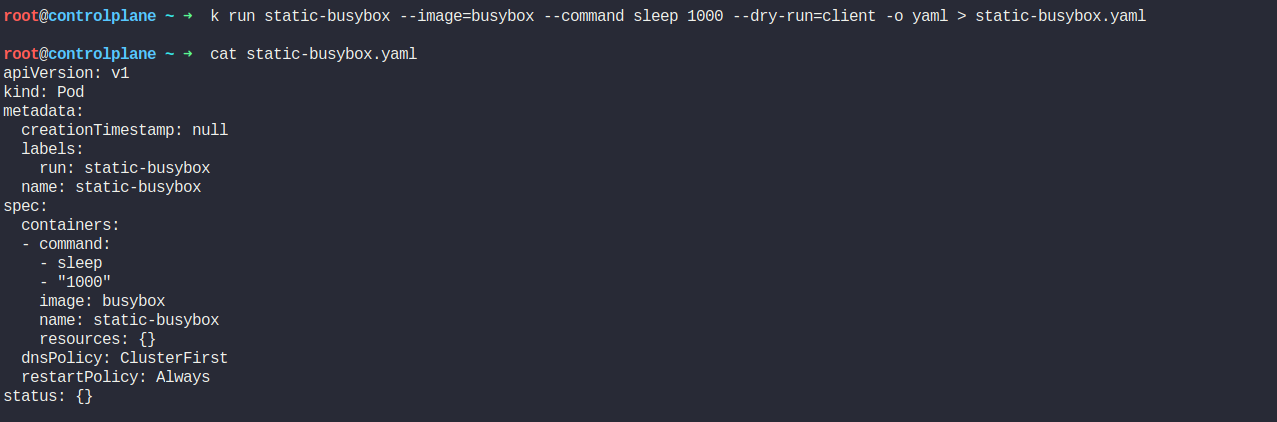 root@controlplane ~ ➜  k run static-busybox --image=busybox --command sleep 1000 --dry-run=client -o yaml > static-busybox.yaml
root@controlplane ~ ➜  cat static-busybox.yaml
apiVersion: v1
kind: Pod
metadata:
  creationTimestamp: null
  labels:
    run: static-busybox
  name: static-busybox
spec:
  containers:
  - command:
    - sleep
    - "1000"
    image: busybox
    name: static-busybox
    resources: {}
  dnsPolicy: ClusterFirst
  restartPolicy: Always
status: {}